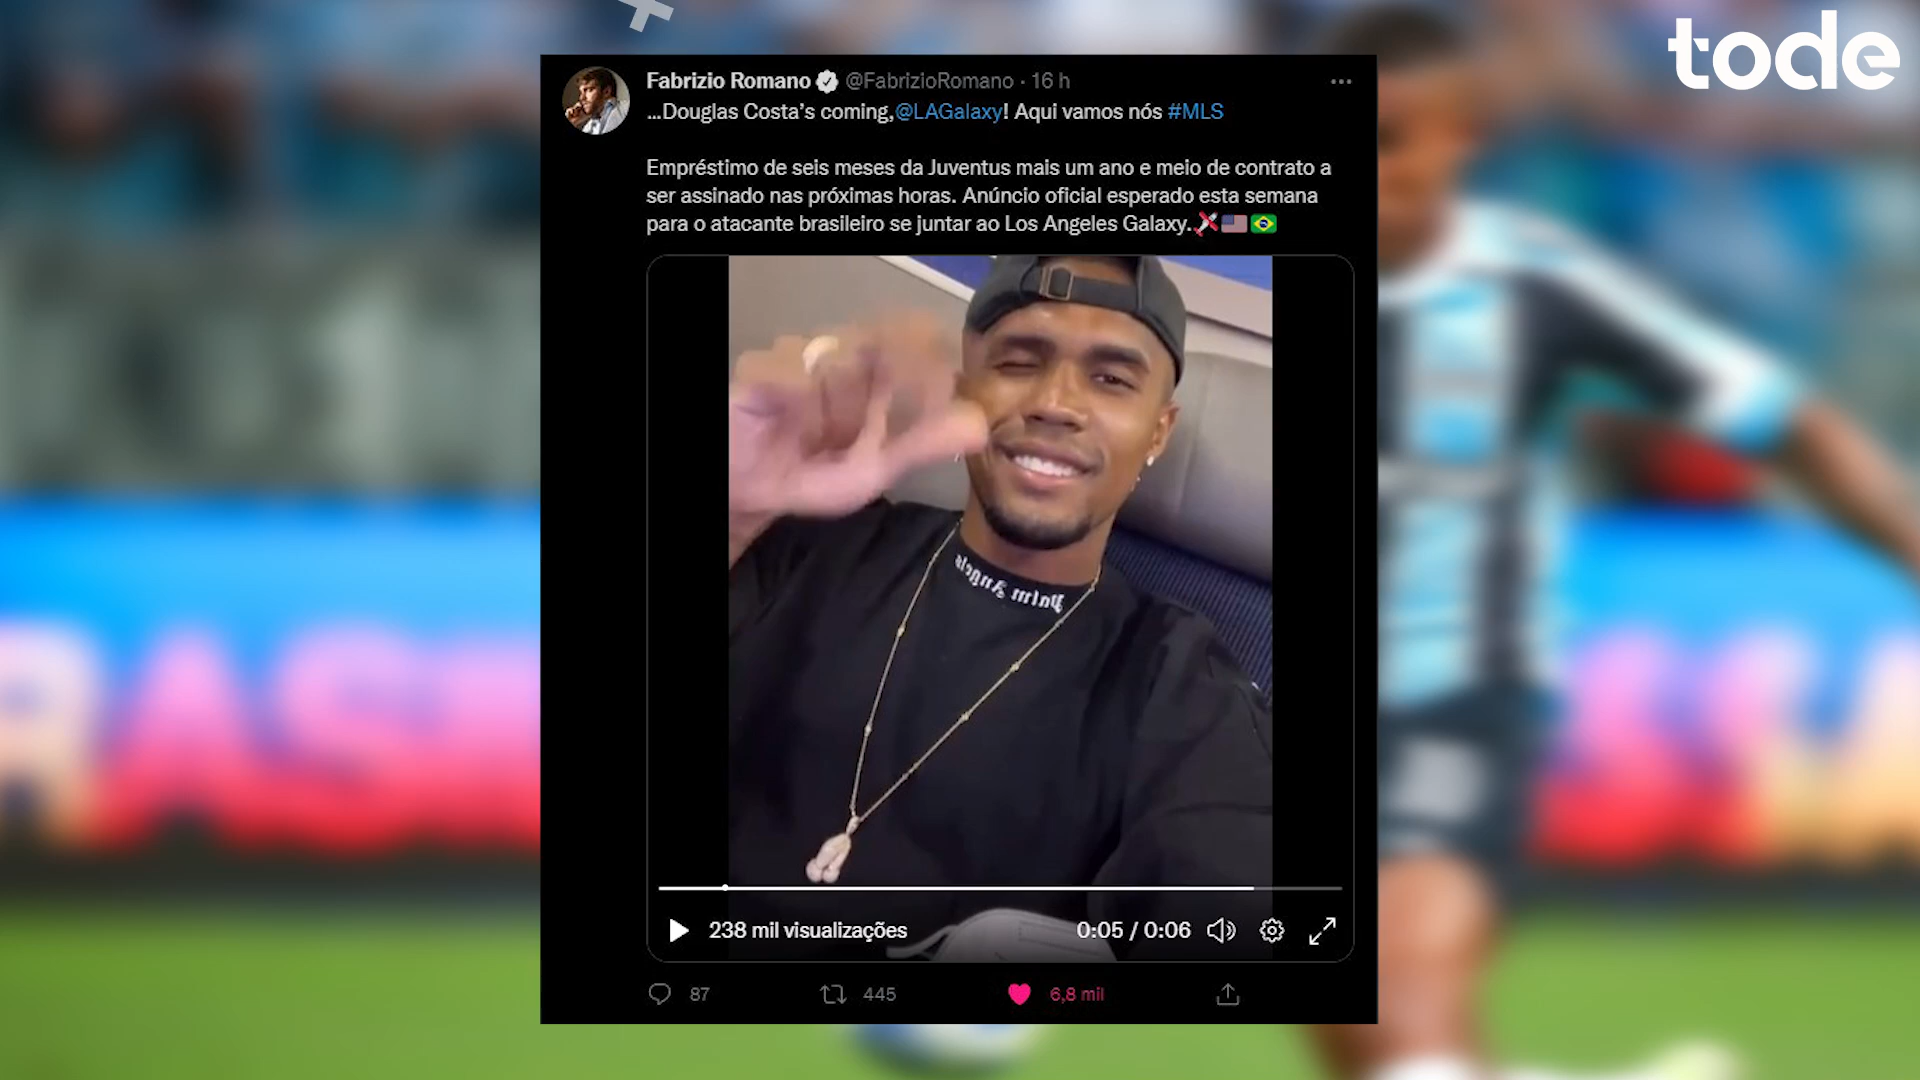 tode
Fabrizio Romano @FabrizioRomano · 16 h
...Douglas Costa's coming,@LAGalaxy! Aqui vamos nós #MLS
Empréstimo de seis meses da Juventus mais um ano e meio de contrato a
ser assinado nas próximas horas. Anúncio oficial esperado esta semana
para o atacante brasileiro se juntar ao Los Angeles Galaxy.
Palm Angels
238 mil visualizações
0:05 / 0:06
87
445
6,8 mil